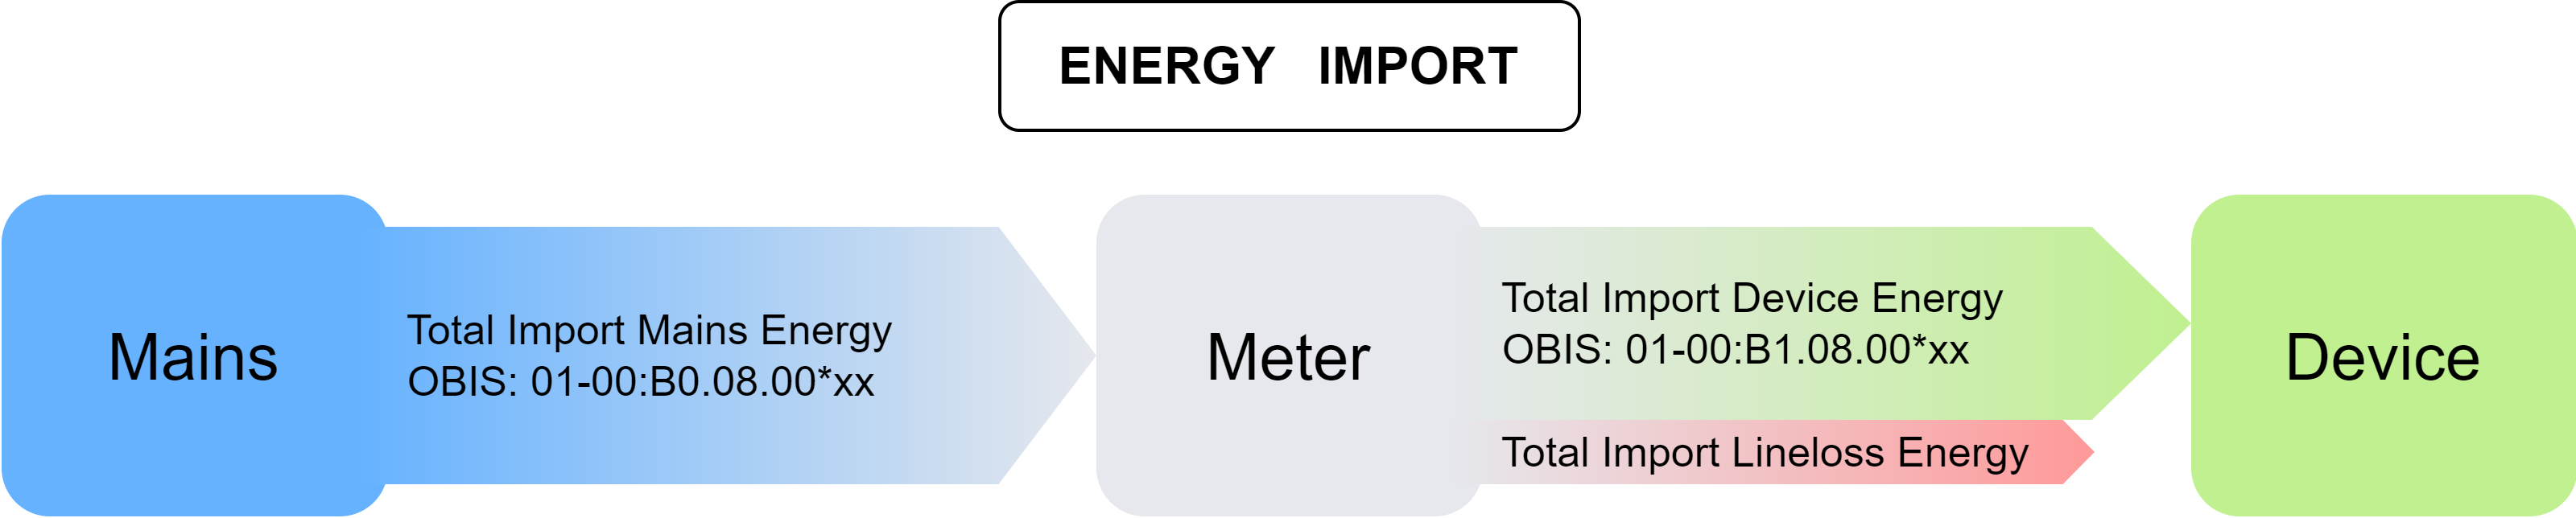 ENERGY IMPORT
Mains
Total Import Mains Energy
OBIS: 01-00:B0.08.00*xx
Meter
Total Import Device Energy
OBIS: 01-00:B1.08.00*xx
Total Import Lineloss Energy
Device